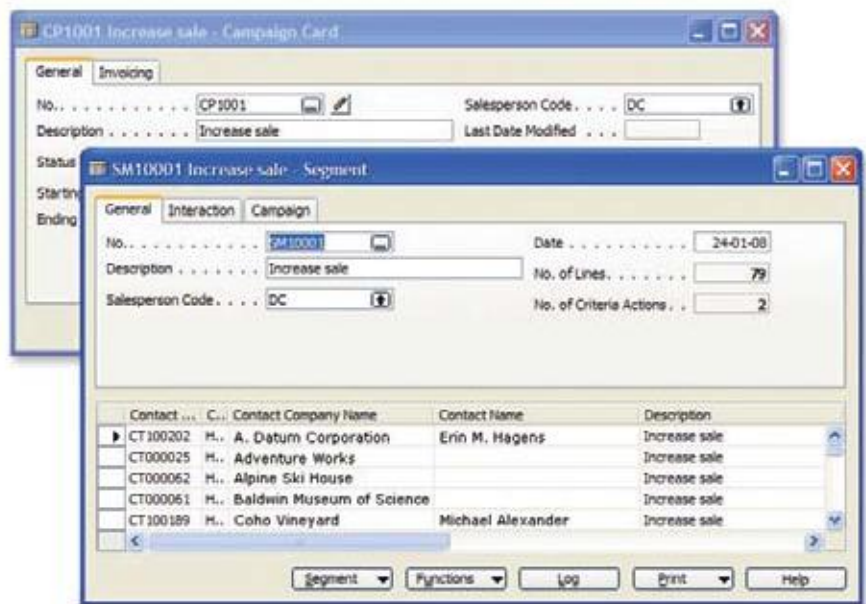 CP1001 Increase sale - Campaign Card
General Invoicing
No. . . . . . . . . . . . CP1001 Salesperson Code . . . . DC
Description . . . . . . . Increase sale Last Date Modified . . .
Status
Starting
Ending
SM10001 Increase sale - Segment
General Interaction Campaign
No. . . . . . . . . . . . SM10001 Date . . . . . . . . . . 24-01-08
Description . . . . . . . Increase sale No. of Lines . . . . . . . 79
Salesperson Code . . . . DC No. of Criteria Actions . . 2
Contact ... C... Contact Company Name Contact Name Description
CT100202 H.. A. Datum Corporation Erin M. Hagens Increase sale
CT000025 H.. Adventure Works Increase sale
CT000062 H.. Alpine Ski House Increase sale
CT000061 H.. Baldwin Museum of Science Increase sale
CT100189 H.. Coho Vineyard Michael Alexander Increase sale
Segment Functions Log Print Help